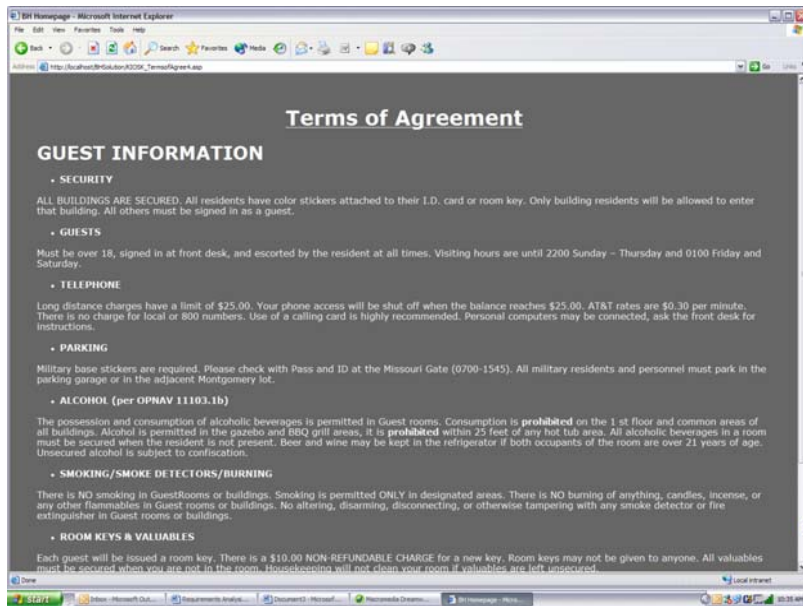 BH Homepage - Microsoft Internet Explorer
File Edit View Favorites Tools Help
Back Search Favorites Media
Address http://localhost/BHSolution/KIOSK_TermsofAgree4.asp Go Links
Terms of Agreement
GUEST INFORMATION
• SECURITY
ALL BUILDINGS ARE SECURED. All residents have color stickers attached to their I.D. card or room key. Only building residents will be allowed to enter
that building. All others must be signed in as a guest.
• GUESTS
Must be over 18, signed in at front desk, and escorted by the resident at all times. Visiting hours are until 2200 Sunday – Thursday and 0100 Friday and
Saturday.
• TELEPHONE
Long distance charges have a limit of $25.00. Your phone access will be shut off when the balance reaches $25.00. AT&T rates are $0.30 per minute.
There is no charge for local or 800 numbers. Use of a calling card is highly recommended. Personal computers may be connected, ask the front desk for
instructions.
• PARKING
Military base stickers are required. Please check with Pass and ID at the Missouri Gate (0700-1545). All military residents and personnel must park in the
parking garage or in the adjacent Montgomery lot.
• ALCOHOL (per OPNAV 11103.1b)
The possession and consumption of alcoholic beverages is permitted in Guest rooms. Consumption is prohibited on the 1 st floor and common areas of
all buildings. Alcohol is permitted in the gazebo and BBQ grill areas, it is prohibited within 25 feet of any hot tub area. All alcoholic beverages in a room
must be secured when the resident is not present. Beer and wine may be kept in the refrigerator if both occupants of the room are over 21 years of age.
Unsecured alcohol is subject to confiscation.
• SMOKING/SMOKE DETECTORS/BURNING
There is NO smoking in GuestRooms or buildings. Smoking is permitted ONLY in designated areas. There is NO burning of anything, candles, incense, or
any other flammables in Guest rooms or buildings. No altering, disarming, disconnecting, or otherwise tampering with any smoke detector or fire
extinguisher in Guest rooms or buildings.
• ROOM KEYS & VALUABLES
Each guest will be issued a room key. There is a $10.00 NON-REFUNDABLE CHARGE for a new key. Room keys may not be given to anyone. All valuables
must be secured when you are not in the room. Housekeeping will not clean your room if valuables are left unsecured.
Done Local intranet
start Inbox - Microsoft Out... Requirements Analys... Document3 - Microsof... Macromedia Dreamw... BH Homepage - Micro... 10:35 AM